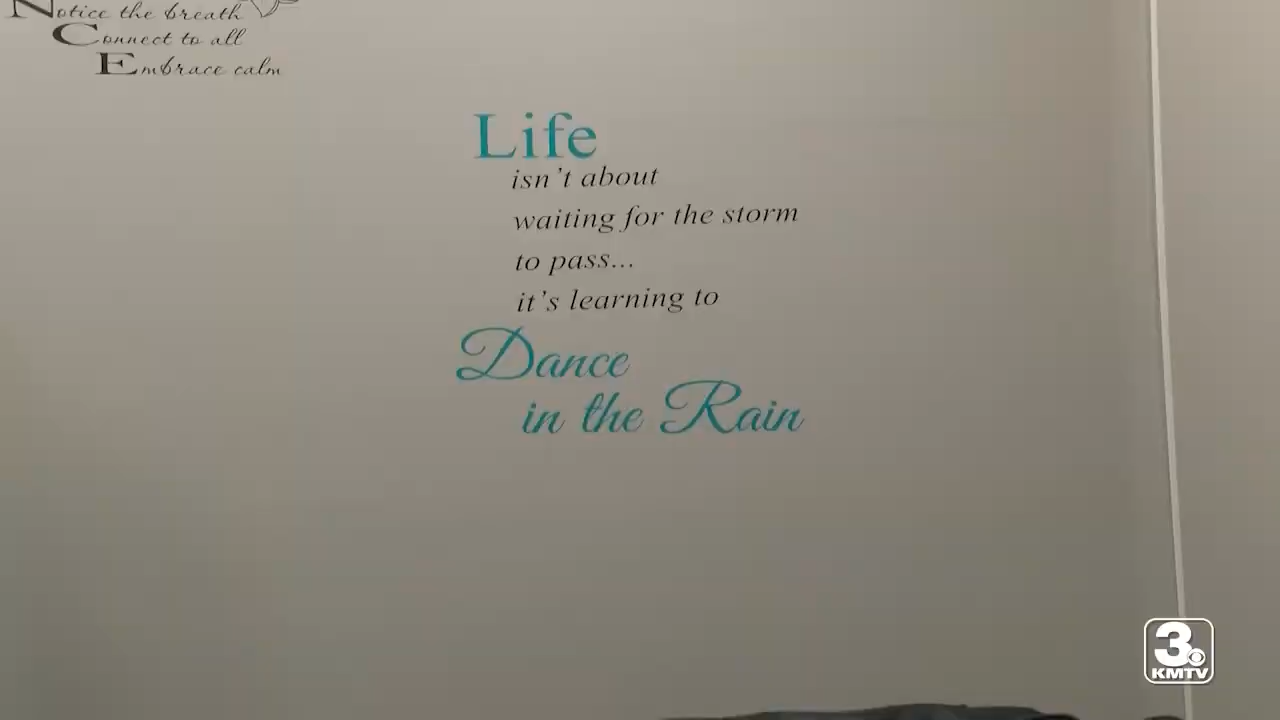 Notice the breath
Connect to all
Embrace calm
Life
isn't about
waiting for the storm
to pass...
it's learning to
Dance
in the Rain
3
KMTV